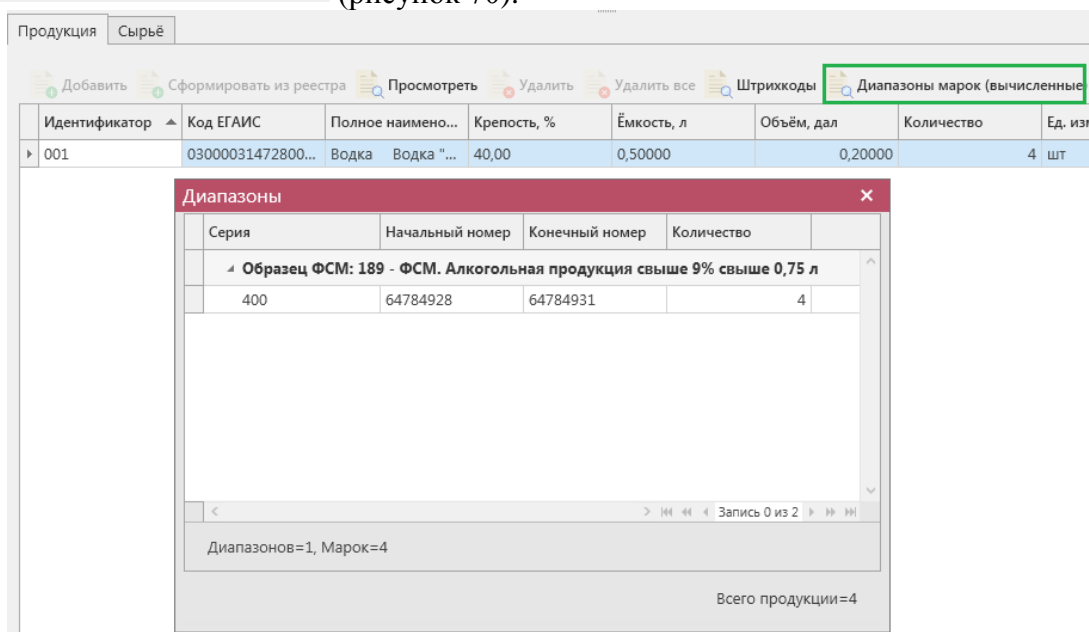 (рисунок 70).
Продукция Сырьё
Добавить Сформировать из реестра Просмотреть Удалить Удалить все Штрихкоды Диапазоны марок (вычисленные
Идентификатор Код ЕГАИС Полное наимено... Крепость, % Ёмкость, л Объём, дал Количество Ед. изм
001 03000031472800... Водка Водка "... 40,00 0,50000 0,20000 4 шт
Диапазоны
Серия Начальный номер Конечный номер Количество
Образец ФСМ: 189 - ФСМ. Алкогольная продукция свыше 9% свыше 0,75 л
400 64784928 64784931 4
Запись 0 из 2
Диапазонов=1, Марок=4
Всего продукции=4